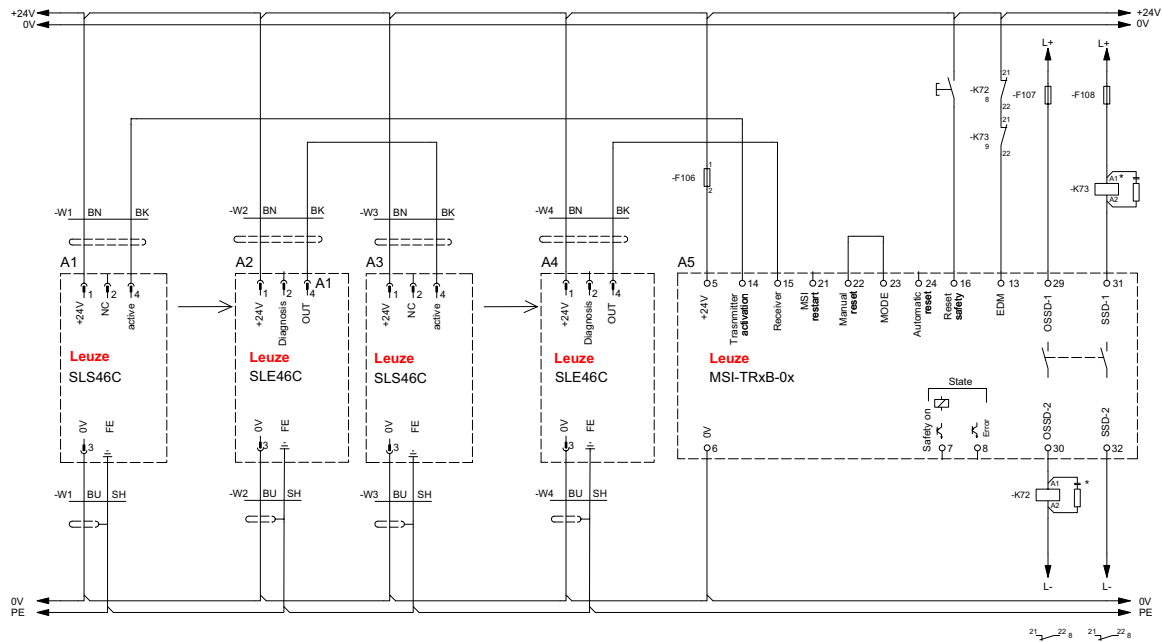 +24V +24V
0V 0V
L+ L+
-K72 8 21 22 -F107 -F108
-K73 9 21 22
-F106 1 2
-K73 A1 * A2
-W1 BN BK -W2 BN BK -W3 BN BK -W4 BN BK
A1 A2 A1 A3 A4 A5
1 2 4 1 2 4 1 2 4 1 2 4 5 14 15 21 22 23 24 16 13 29 31
+24V NC active +24V Diagnosis OUT +24V NC active +24V Diagnosis OUT
+24V
Trasnmitter activation
Receiver
MSI restart
Manual reset
MODE
Automatic reset
Reset safety
EDM
OSSD-1
SSD-1
Leuze Leuze Leuze Leuze Leuze
SLS46C SLE46C SLS46C SLE46C MSI-TRxB-0x
State
Safety on Error
OSSD-2 SSD-2
0V FE 0V FE 0V FE 0V FE 0V
3 3 3 3 6 7 8 30 32
-W1 BU SH -W2 BU SH -W3 BU SH -W4 BU SH
-K72 A1 * A2
L- L-
0V 0V
PE PE
21 22 8 21 22 8